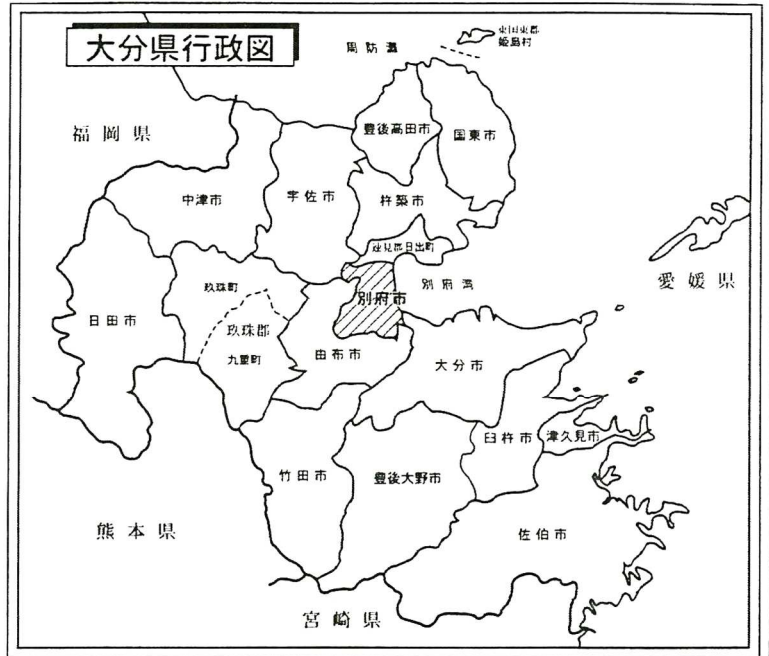 大分県行政図
東国東郡
姫島村
周防灘
福岡県
豊後高田市
国東市
中津市
宇佐市
杵築市
速見郡日出町
別府湾
愛媛県
玖珠町
別府市
日田市
玖珠郡
九重町
由布市
大分市
臼杵市
津久見市
竹田市
豊後大野市
佐伯市
熊本県
宮崎県